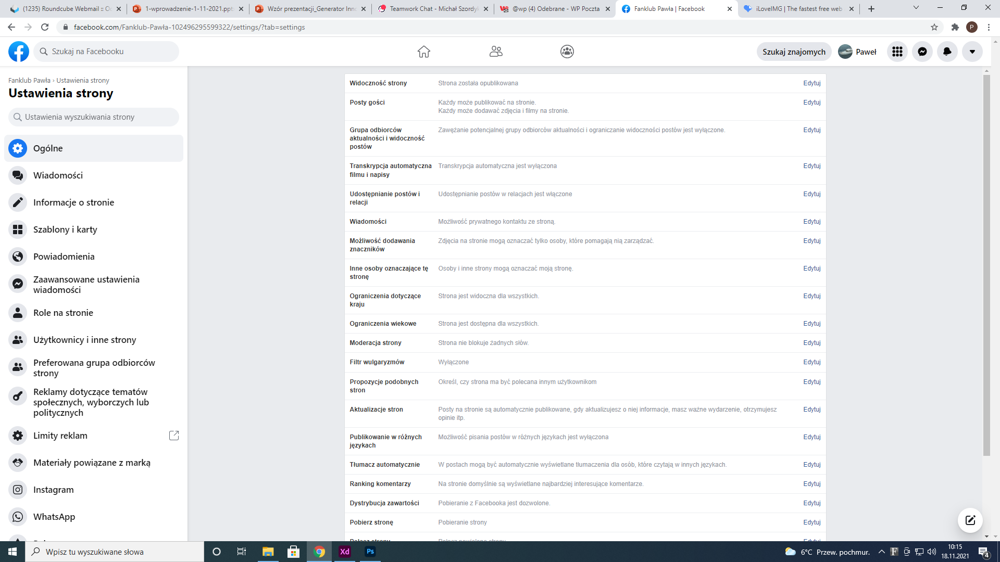 (1235) Roundcube Webmail :: Od
1-wprowadzenie-1-11-2021.ppt
Wzór prezentacji_Generator Inno
Teamwork Chat - Michał Szordyk
@wp (4) Odebrane - WP Poczta
Fanklub Pawła | Facebook
iLoveIMG | The fastest free web
facebook.com/Fanklub-Pawła-102496295599322/settings/?tab=settings
P
Szukaj na Facebooku
Szukaj znajomych
Paweł
Fanklub Pawła › Ustawienia strony
Ustawienia strony
Ustawienia wyszukiwania strony
Ogólne
Wiadomości
Informacje o stronie
Szablony i karty
Powiadomienia
Zaawansowane ustawienia
wiadomości
Role na stronie
Użytkownicy i inne strony
Preferowana grupa odbiorców
strony
Reklamy dotyczące tematów
społecznych, wyborczych lub
politycznych
Limity reklam
Materiały powiązane z marką
Instagram
WhatsApp
Widoczność strony
Strona została opublikowana
Edytuj
Posty gości
Każdy może publikować na stronie.
Każdy może dodawać zdjęcia i filmy na stronie.
Edytuj
Grupa odbiorców
aktualności i widoczność
postów
Zawężanie potencjalnej grupy odbiorców aktualności i ograniczanie widoczności postów jest wyłączone.
Edytuj
Transkrypcja automatyczna
filmu i napisy
Transkrypcja automatyczna jest wyłączona
Edytuj
Udostępnianie postów i
relacji
Udostępnianie postów w relacjach jest włączone
Edytuj
Wiadomości
Możliwość prywatnego kontaktu ze stroną.
Edytuj
Możliwość dodawania
znaczników
Zdjęcia na stronie mogą oznaczać tylko osoby, które pomagają nią zarządzać.
Edytuj
Inne osoby oznaczające tę
stronę
Osoby i inne strony mogą oznaczać moją stronę.
Edytuj
Ograniczenia dotyczące
kraju
Strona jest widoczna dla wszystkich.
Edytuj
Ograniczenia wiekowe
Strona jest dostępna dla wszystkich.
Edytuj
Moderacja strony
Strona nie blokuje żadnych słów.
Edytuj
Filtr wulgaryzmów
Wyłączone
Edytuj
Propozycje podobnych
stron
Określ, czy strona ma być polecana innym użytkownikom
Edytuj
Aktualizacje stron
Posty na stronie są automatycznie publikowane, gdy aktualizujesz o niej informacje, masz ważne wydarzenie, otrzymujesz
opinie itp.
Edytuj
Publikowanie w różnych
językach
Możliwość pisania postów w różnych językach jest wyłączona
Edytuj
Tłumacz automatycznie
W postach mogą być automatycznie wyświetlane tłumaczenia dla osób, które czytają w innych językach.
Edytuj
Ranking komentarzy
Na stronie domyślnie są wyświetlane najbardziej interesujące komentarze.
Edytuj
Dystrybucja zawartości
Pobieranie z Facebooka jest dozwolone.
Edytuj
Pobierz stronę
Pobieranie strony
Edytuj
Wpisz tu wyszukiwane słowa
Xd
Ps
6°C Przew. pochmur.
10:15
18.11.2021
4